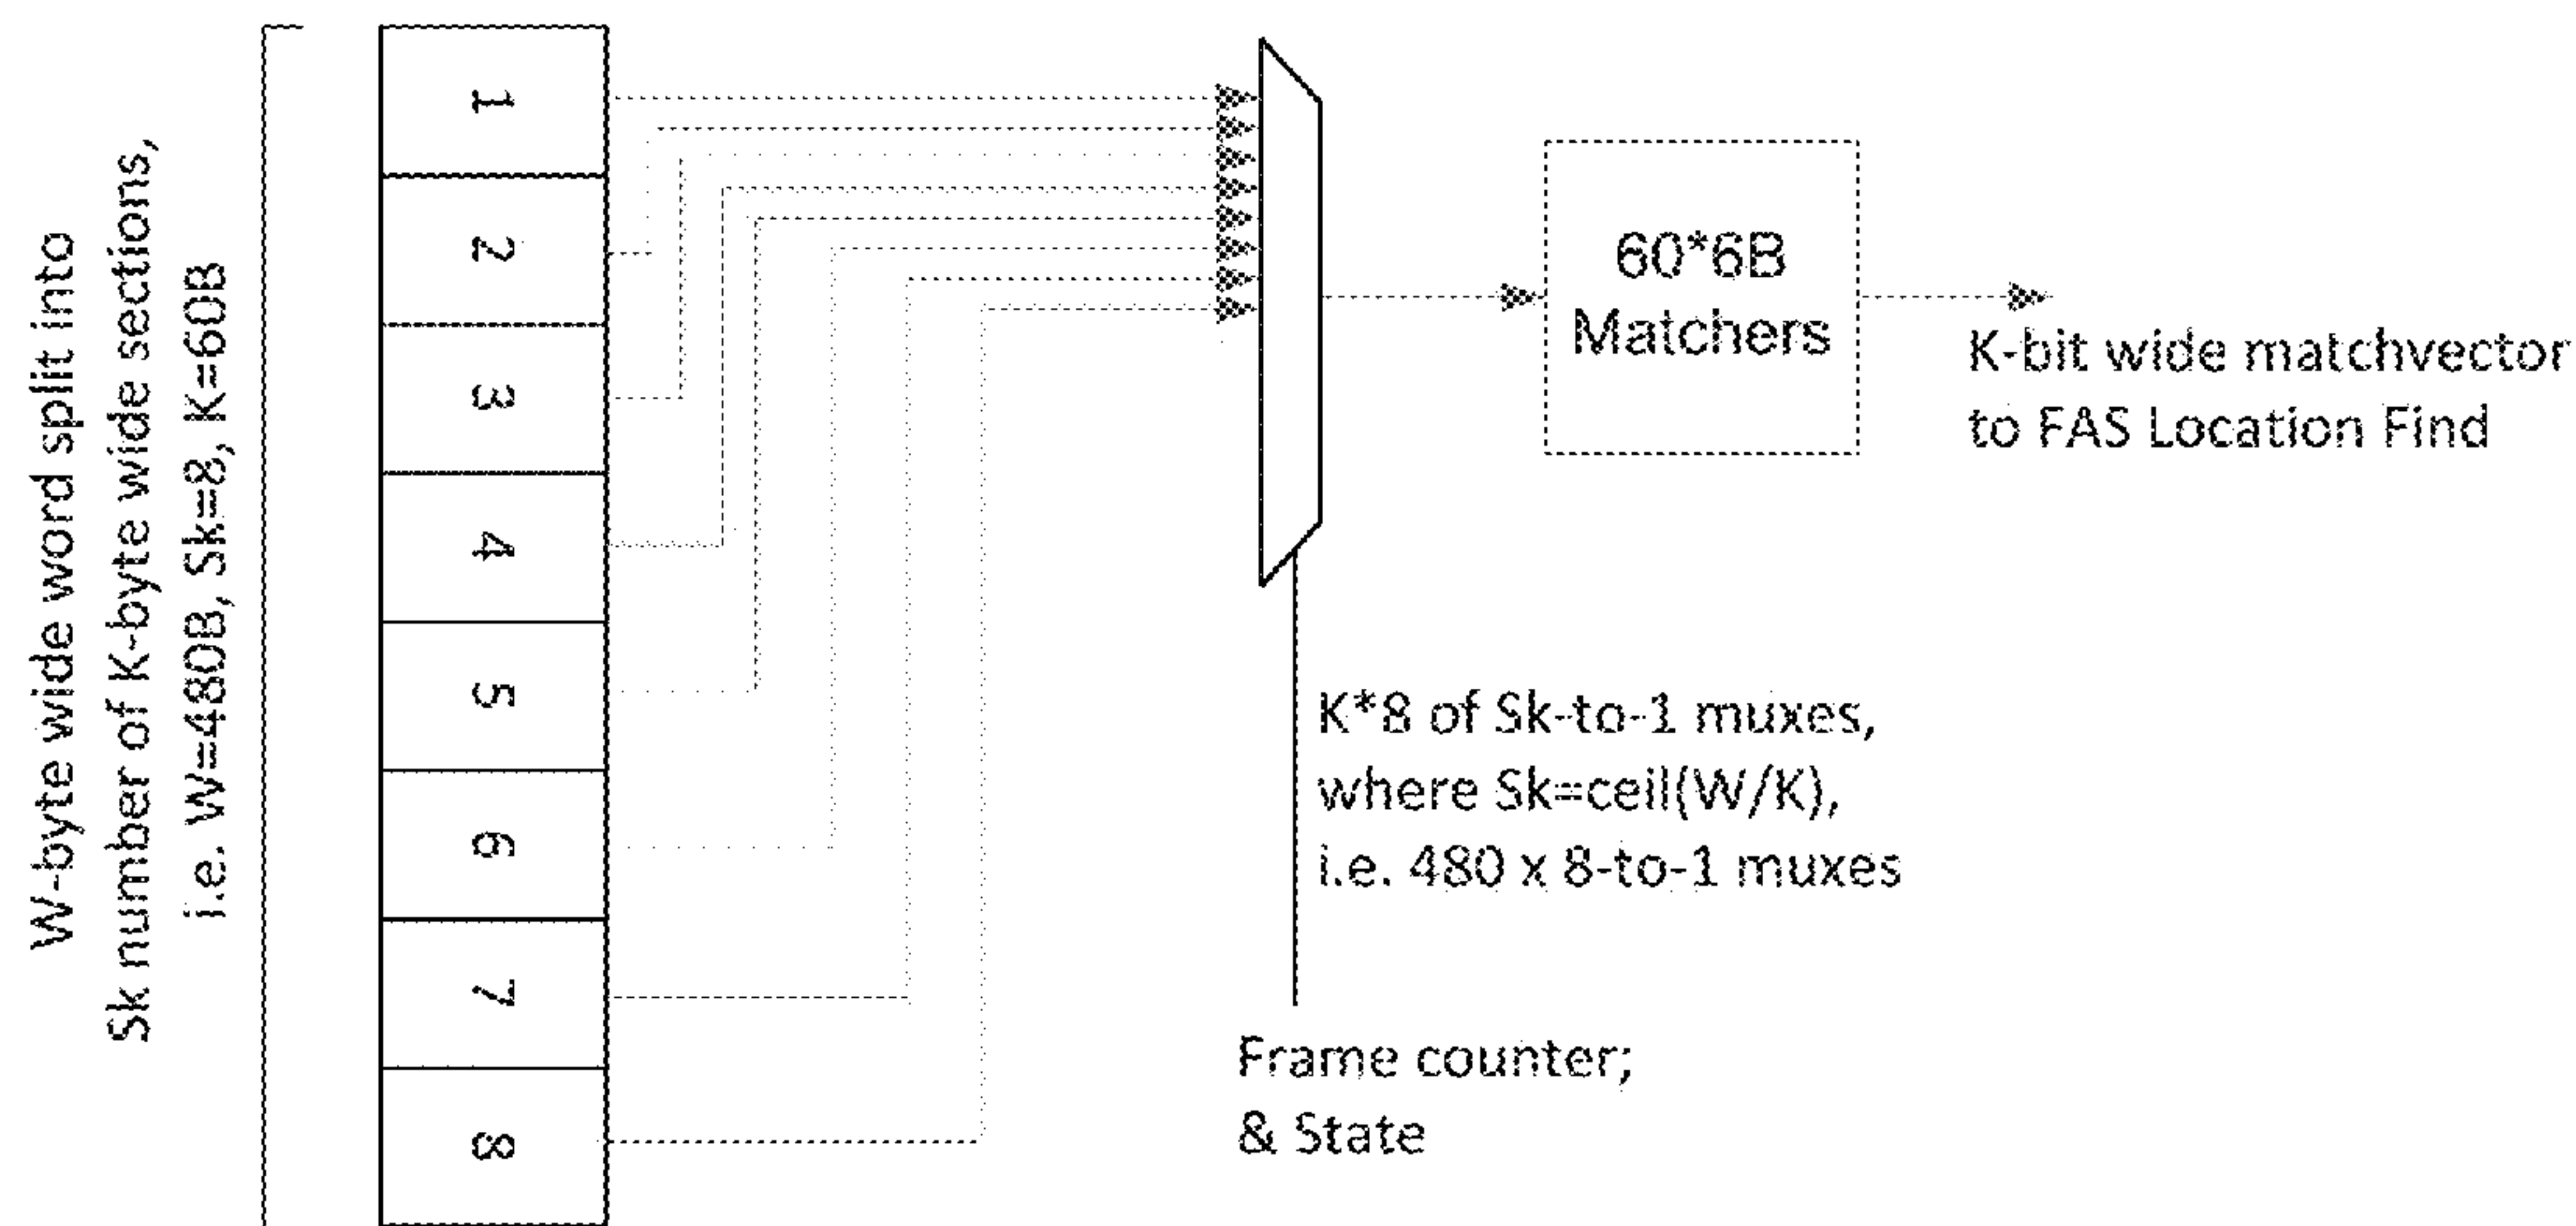 W-byte wide word split into
Sk number of K-byte wide sections,
i.e. W=480B, Sk=8, K=60B
1
2
3
4
5
6
7
8
60*6B
Matchers
K-bit wide matchvector
to FAS Location Find
K*8 of Sk-to-1 muxes,
where Sk=ceil(W/K),
i.e. 480 x 8-to-1 muxes
Frame counter;
& State